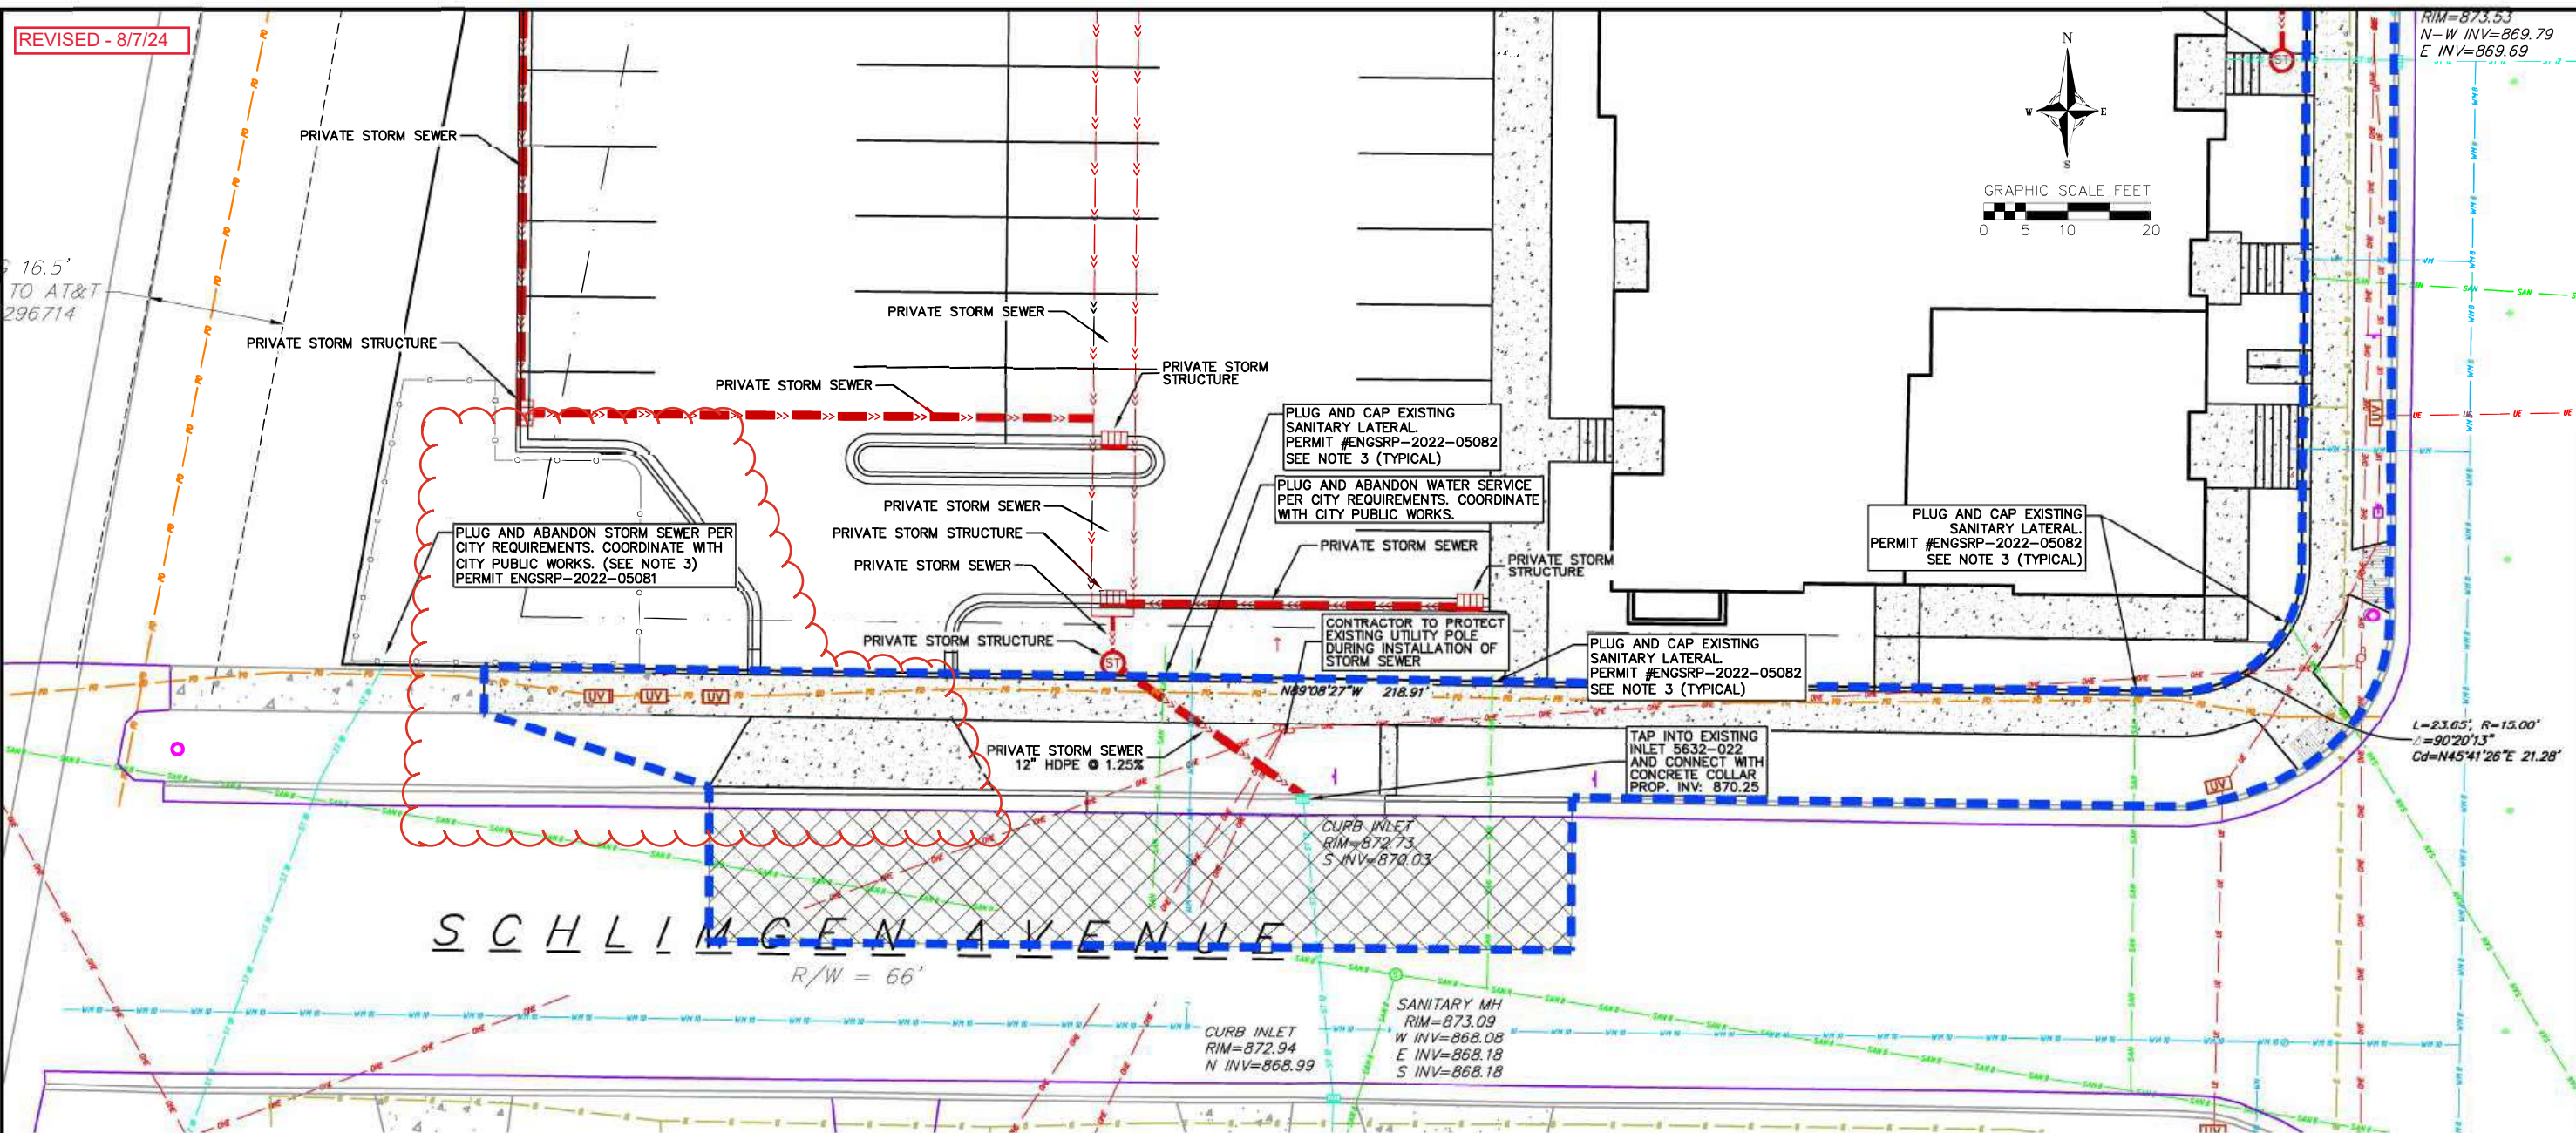 REVISED - 8/7/24
RIM=873.53
N-W INV=869.79
E INV=869.69
N
W
E
S
GRAPHIC SCALE FEET
0 5 10 20
PRIVATE STORM SEWER
16.5'
TO AT&T
296714
PRIVATE STORM STRUCTURE
PRIVATE STORM SEWER
PRIVATE STORM SEWER
PRIVATE STORM
STRUCTURE
PLUG AND CAP EXISTING
SANITARY LATERAL.
PERMIT #ENGSRP-2022-05082
SEE NOTE 3 (TYPICAL)
PLUG AND ABANDON WATER SERVICE
PER CITY REQUIREMENTS. COORDINATE
WITH CITY PUBLIC WORKS.
PRIVATE STORM SEWER
PRIVATE STORM STRUCTURE
PRIVATE STORM SEWER
PRIVATE STORM SEWER
PRIVATE STORM
STRUCTURE
PLUG AND CAP EXISTING
SANITARY LATERAL.
PERMIT #ENGSRP-2022-05082
SEE NOTE 3 (TYPICAL)
PLUG AND ABANDON STORM SEWER PER
CITY REQUIREMENTS. COORDINATE WITH
CITY PUBLIC WORKS. (SEE NOTE 3)
PERMIT ENGSRP-2022-05081
PRIVATE STORM STRUCTURE
ST
CONTRACTOR TO PROTECT
EXISTING UTILITY POLE
DURING INSTALLATION OF
STORM SEWER
PLUG AND CAP EXISTING
SANITARY LATERAL.
PERMIT #ENGSRP-2022-05082
SEE NOTE 3 (TYPICAL)
UV UV UV
N89°08'27"W 218.91'
PRIVATE STORM SEWER
12" HDPE @ 1.25%
TAP INTO EXISTING
INLET 5632-022
AND CONNECT WITH
CONCRETE COLLAR
PROP. INV: 870.25
L=23.65', R=15.00'
△=90°20'13"
Cd=N45°41'26"E 21.28'
UV
CURB INLET
RIM=872.73
S INV=870.03
SCHLIMGEN AVENUE
R/W = 66'
CURB INLET
RIM=872.94
N INV=868.99
SANITARY MH
RIM=873.09
W INV=868.08
E INV=868.18
S INV=868.18